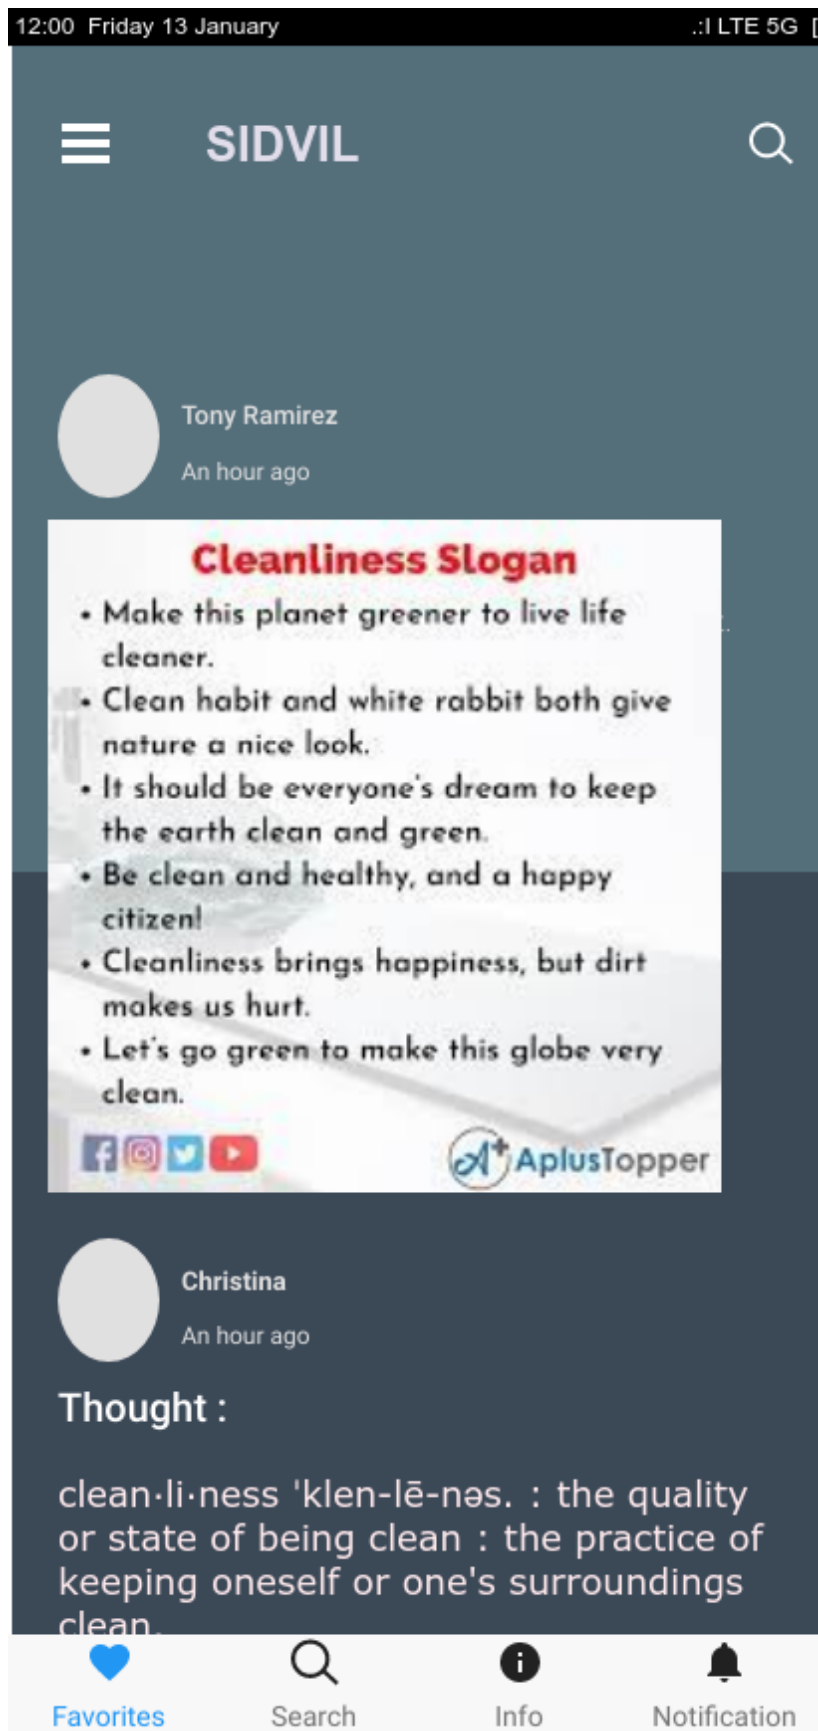 12:00 Friday 13 January .:I LTE 5G [
SIDVIL
Tony Ramirez
An hour ago
Cleanliness Slogan
• Make this planet greener to live life
cleaner.
• Clean habit and white rabbit both give
nature a nice look.
• It should be everyone's dream to keep
the earth clean and green.
• Be clean and healthy, and a happy
citizen!
• Cleanliness brings happiness, but dirt
makes us hurt.
• Let's go green to make this globe very
clean.
A+ AplusTopper
Christina
An hour ago
Thought :
clean·li·ness ˈklen-lē-nəs. : the quality
or state of being clean : the practice of
keeping oneself or one's surroundings
clean.
Favorites Search Info Notification